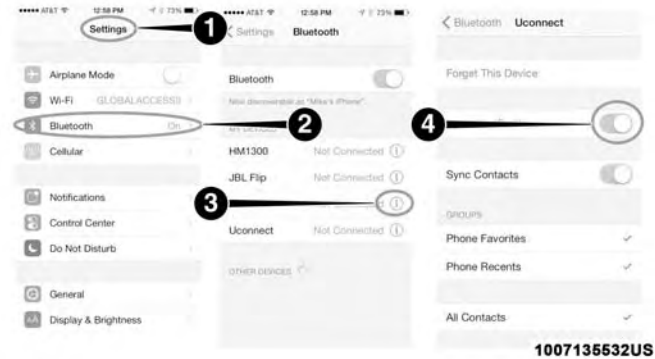 AT&T 12:58 PM 73%
Settings
Airplane Mode
Wi-Fi GLOBALACCESSII
Bluetooth On
Cellular
Notifications
Control Center
Do Not Disturb
General
AA Display & Brightness
1
AT&T 12:58 PM 73%
Settings Bluetooth
Bluetooth
Now discoverable as "Mike's iPhone".
MY DEVICES
2
HM1300 Not Connected
JBL Flip Not Connected
3
Uconnect Not Connected
OTHER DEVICES
Bluetooth Uconnect
Forget This Device
4
Sync Contacts
GROUPS
Phone Favorites
Phone Recents
All Contacts
1007135532US